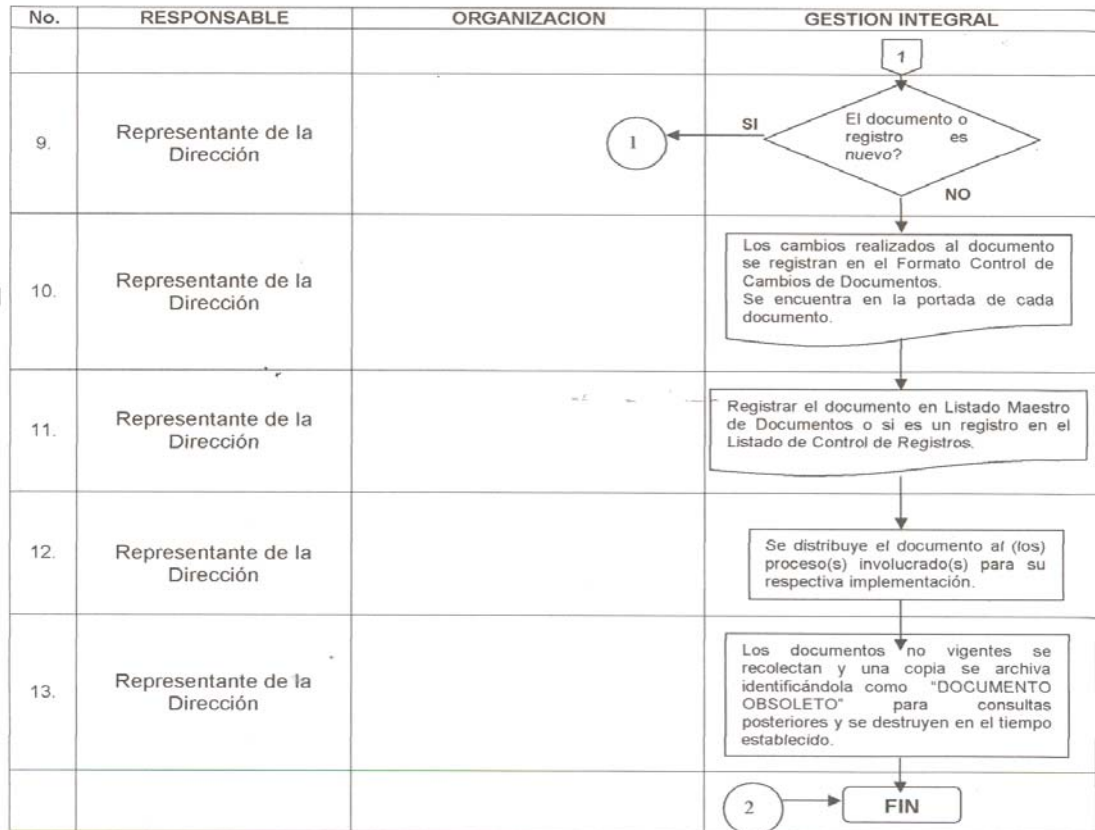 No. RESPONSABLE ORGANIZACION GESTION INTEGRAL
1
9.
Representante de la
Dirección
1
SI
El documento o
registro es
nuevo?
NO
10.
Representante de la
Dirección
Los cambios realizados al documento
se registran en el Formato Control de
Cambios de Documentos.
Se encuentra en la portada de cada
documento.
11.
Representante de la
Dirección
Registrar el documento en Listado Maestro
de Documentos o si es un registro en el
Listado de Control de Registros.
12.
Representante de la
Dirección
Se distribuye el documento al (los)
proceso(s) involucrado(s) para su
respectiva implementación.
13.
Representante de la
Dirección
Los documentos no vigentes se
recolectan y una copia se archiva
identificándola como "DOCUMENTO
OBSOLETO" para consultas
posteriores y se destruyen en el tiempo
establecido.
2
FIN